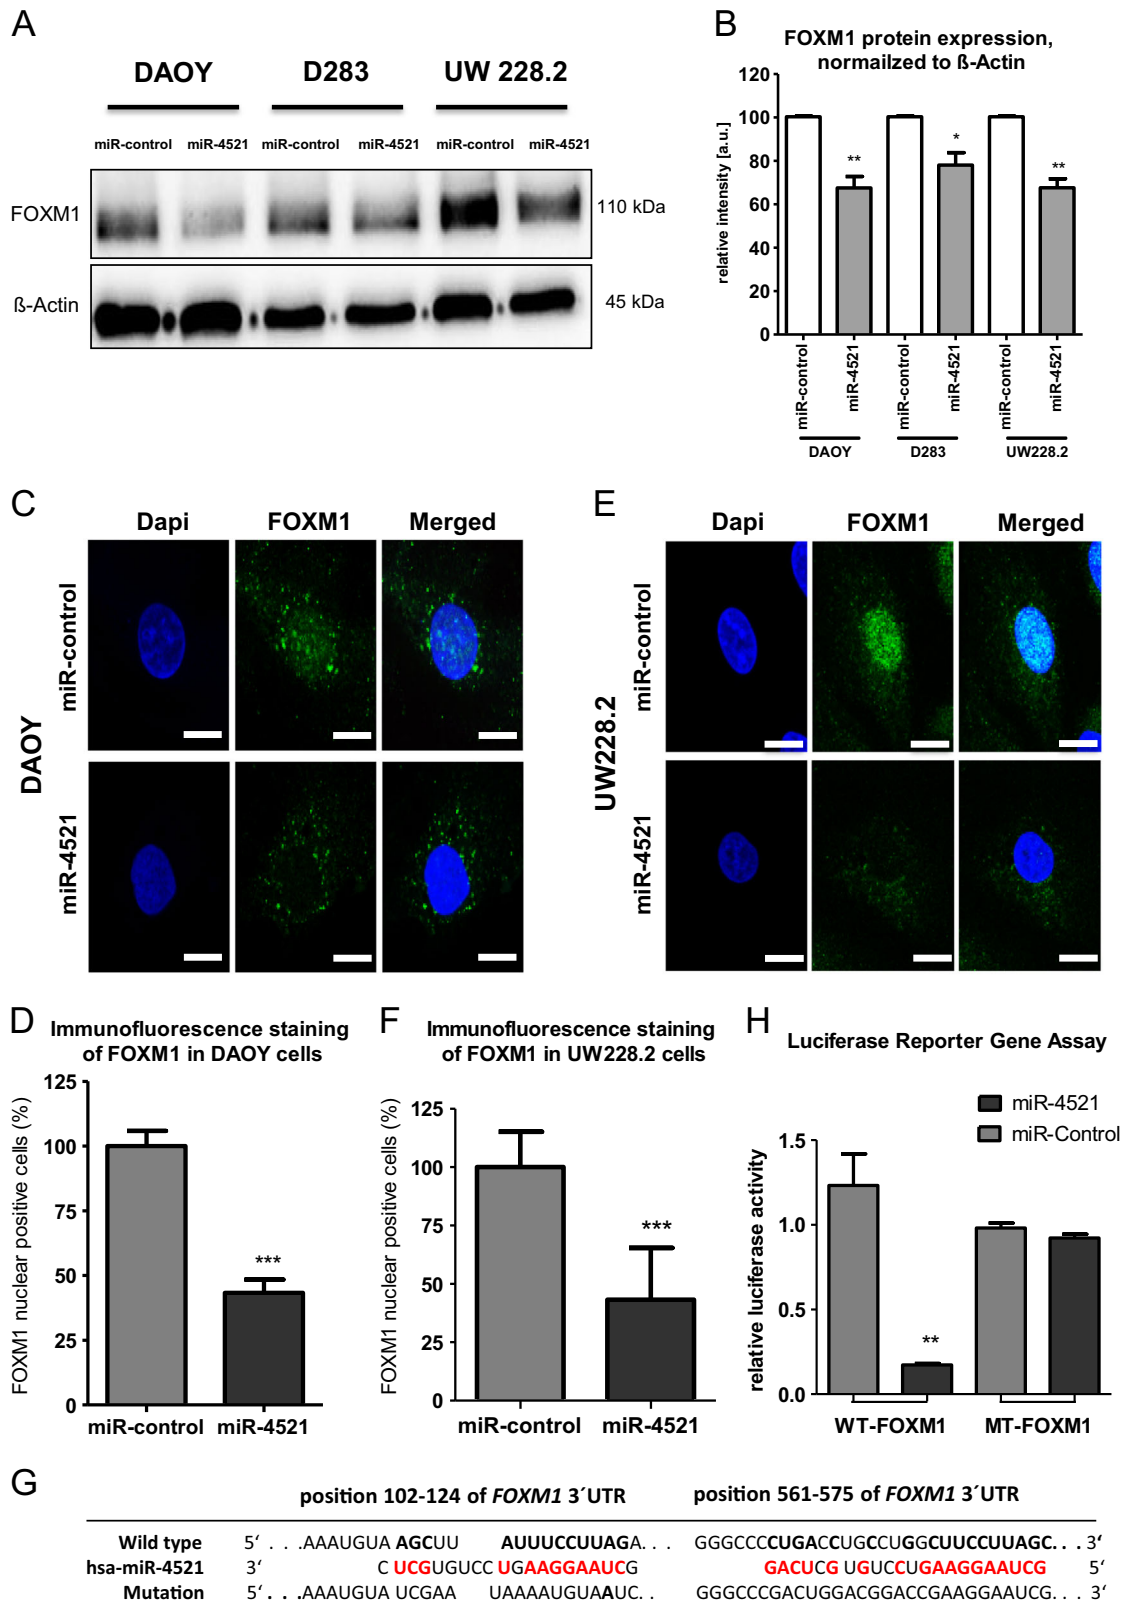 A
DAOY D283 UW 228.2
miR-control miR-4521 miR-control miR-4521 miR-control miR-4521
FOXM1 110 kDa
ß-Actin 45 kDa
B
FOXM1 protein expression,
normailzed to ß-Actin
relative intensity [a.u.]
120
100
80
60
40
20
0
** * **
miR-control miR-4521 miR-control miR-4521 miR-control miR-4521
DAOY D283 UW228.2
C
Dapi FOXM1 Merged
DAOY
miR-control
miR-4521
E
Dapi FOXM1 Merged
UW228.2
miR-control
miR-4521
D
Immunofluorescence staining
of FOXM1 in DAOY cells
FOXM1 nuclear positive cells (%)
125
100
75
50
25
0
***
miR-control miR-4521
F
Immunofluorescence staining
of FOXM1 in UW228.2 cells
FOXM1 nuclear positive cells (%)
125
100
75
50
25
0
***
miR-control miR-4521
H
Luciferase Reporter Gene Assay
miR-4521
miR-Control
relative luciferase activity
1.5
1.0
0.5
0.0
**
WT-FOXM1 MT-FOXM1
G
position 102-124 of FOXM1 3´UTR position 561-575 of FOXM1 3´UTR
Wild type 5‘ . . .AAAUGUA AGCUU AUUUCCUUAGA. . . GGGCCCCUGACCUGCCUGGCUUCCUUAGC. . . 3‘
hsa-miR-4521 3‘ C UCGUGUCC UGAAGGAAUCG GACUCG UGUCCUGAAGGAAUCG 5‘
Mutation 5‘ . . .AAAUGUA UCGAA UAAAAUGUAAUC. . GGGCCCGACUGGACGGACCGAAGGAAUCG. . . 3‘